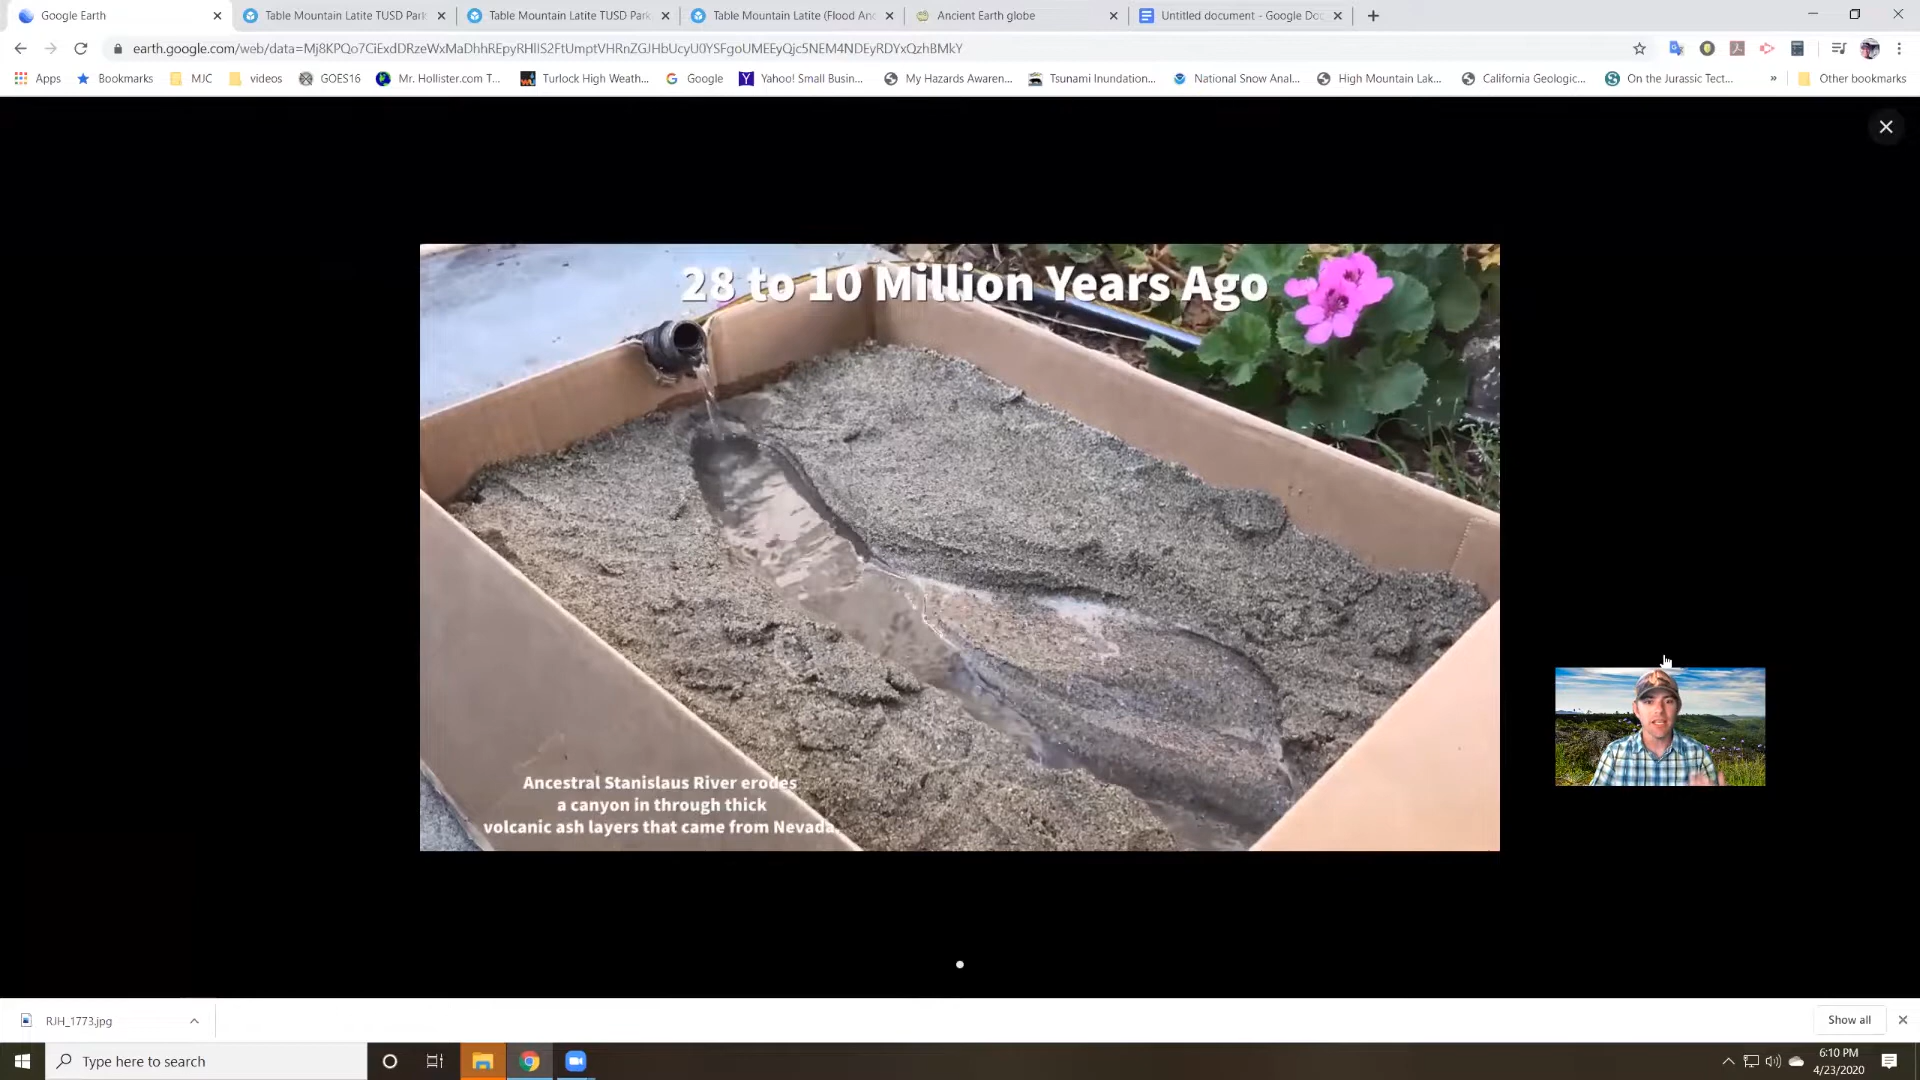 Google Earth
Table Mountain Latite TUSD Park
Table Mountain Latite TUSD Park
Table Mountain Latite (Flood And
Ancient Earth globe
Untitled document - Google Doc
earth.google.com/web/data=
Apps
Bookmarks
MJC
videos
GOES16
Mr. Hollister.com T...
Turlock High Weath...
Google
Yahoo! Small Busin...
My Hazards Awaren...
Tsunami Inundation...
National Snow Anal...
High Mountain Lak...
California Geologic...
On the Jurassic Tect...
»
Other bookmarks
28 to 10 Million Years Ago
Ancestral Stanislaus River erodes
a canyon in through thick
volcanic ash layers that came from Nevada.
RJH_1773.jpg
Show all
Type here to search
6:10 PM
4/23/2020